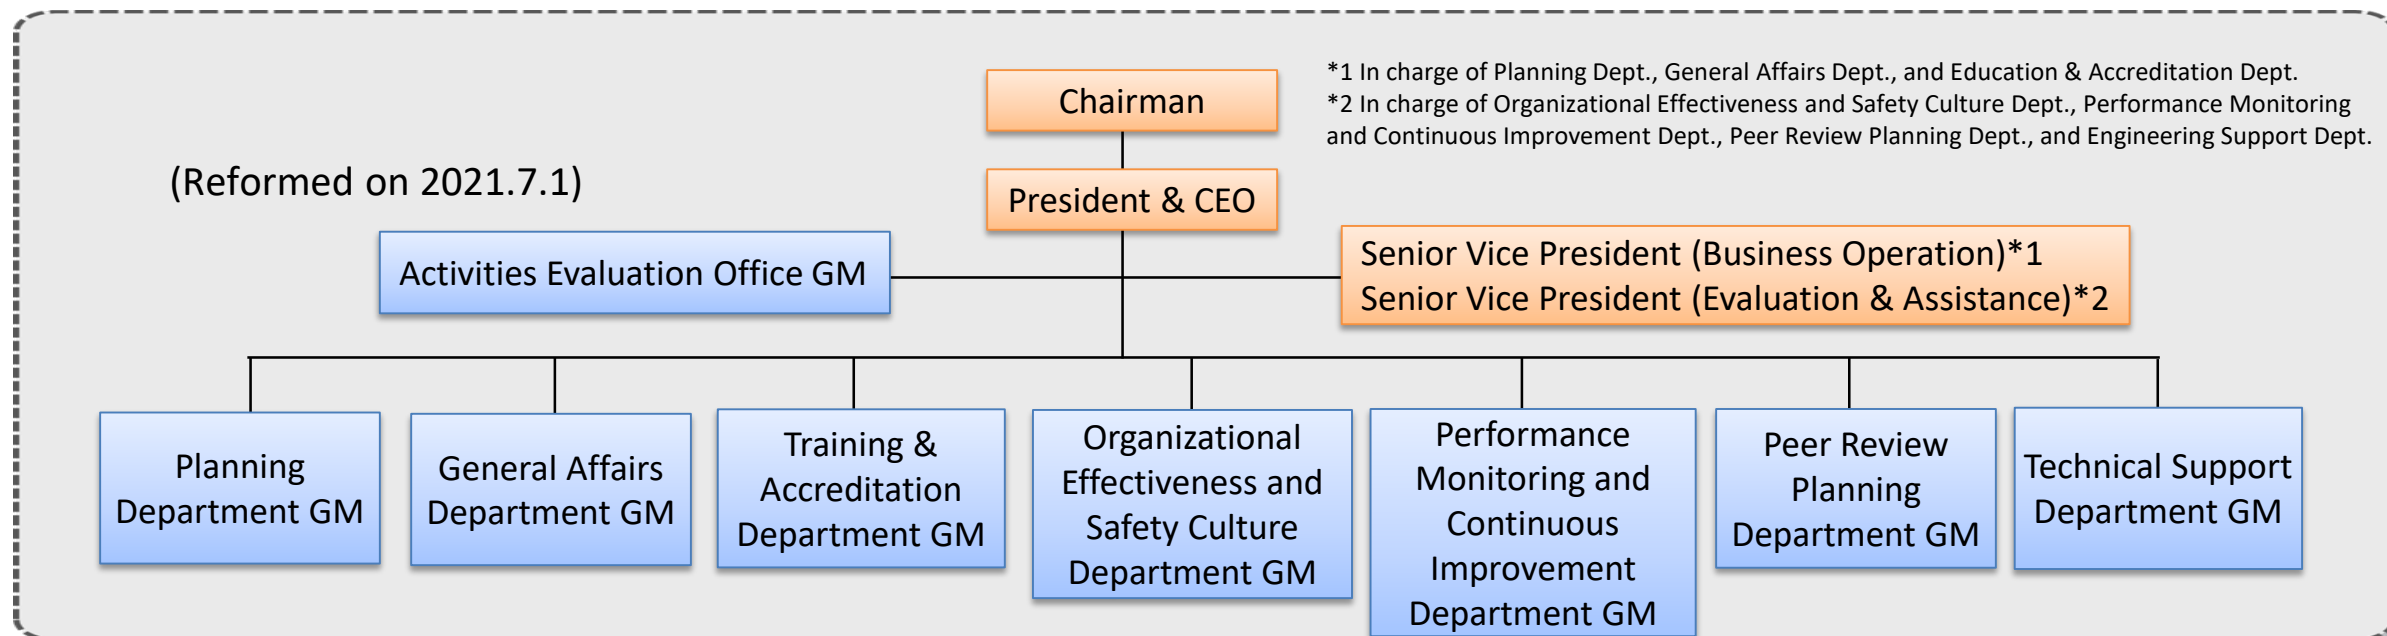 *1 In charge of Planning Dept., General Affairs Dept., and Education & Accreditation Dept.
*2 In charge of Organizational Effectiveness and Safety Culture Dept., Performance Monitoring
and Continuous Improvement Dept., Peer Review Planning Dept., and Engineering Support Dept.
Chairman
(Reformed on 2021.7.1)
President & CEO
Activities Evaluation Office GM
Senior Vice President (Business Operation)*1
Senior Vice President (Evaluation & Assistance)*2
Planning
Department GM
General Affairs
Department GM
Training &
Accreditation
Department GM
Organizational
Effectiveness and
Safety Culture
Department GM
Performance
Monitoring and
Continuous
Improvement
Department GM
Peer Review
Planning
Department GM
Technical Support
Department GM